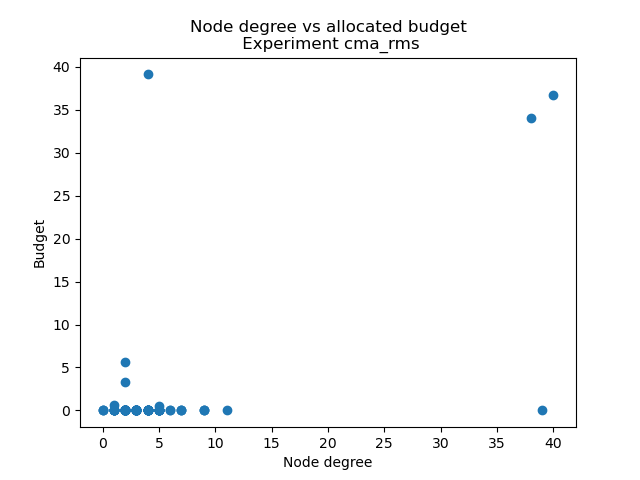 Node degree vs allocated budget
Experiment cma_rms
40
35
30
25
20
15
10
5
0
Budget
0 5 10 15 20 25 30 35 40
Node degree